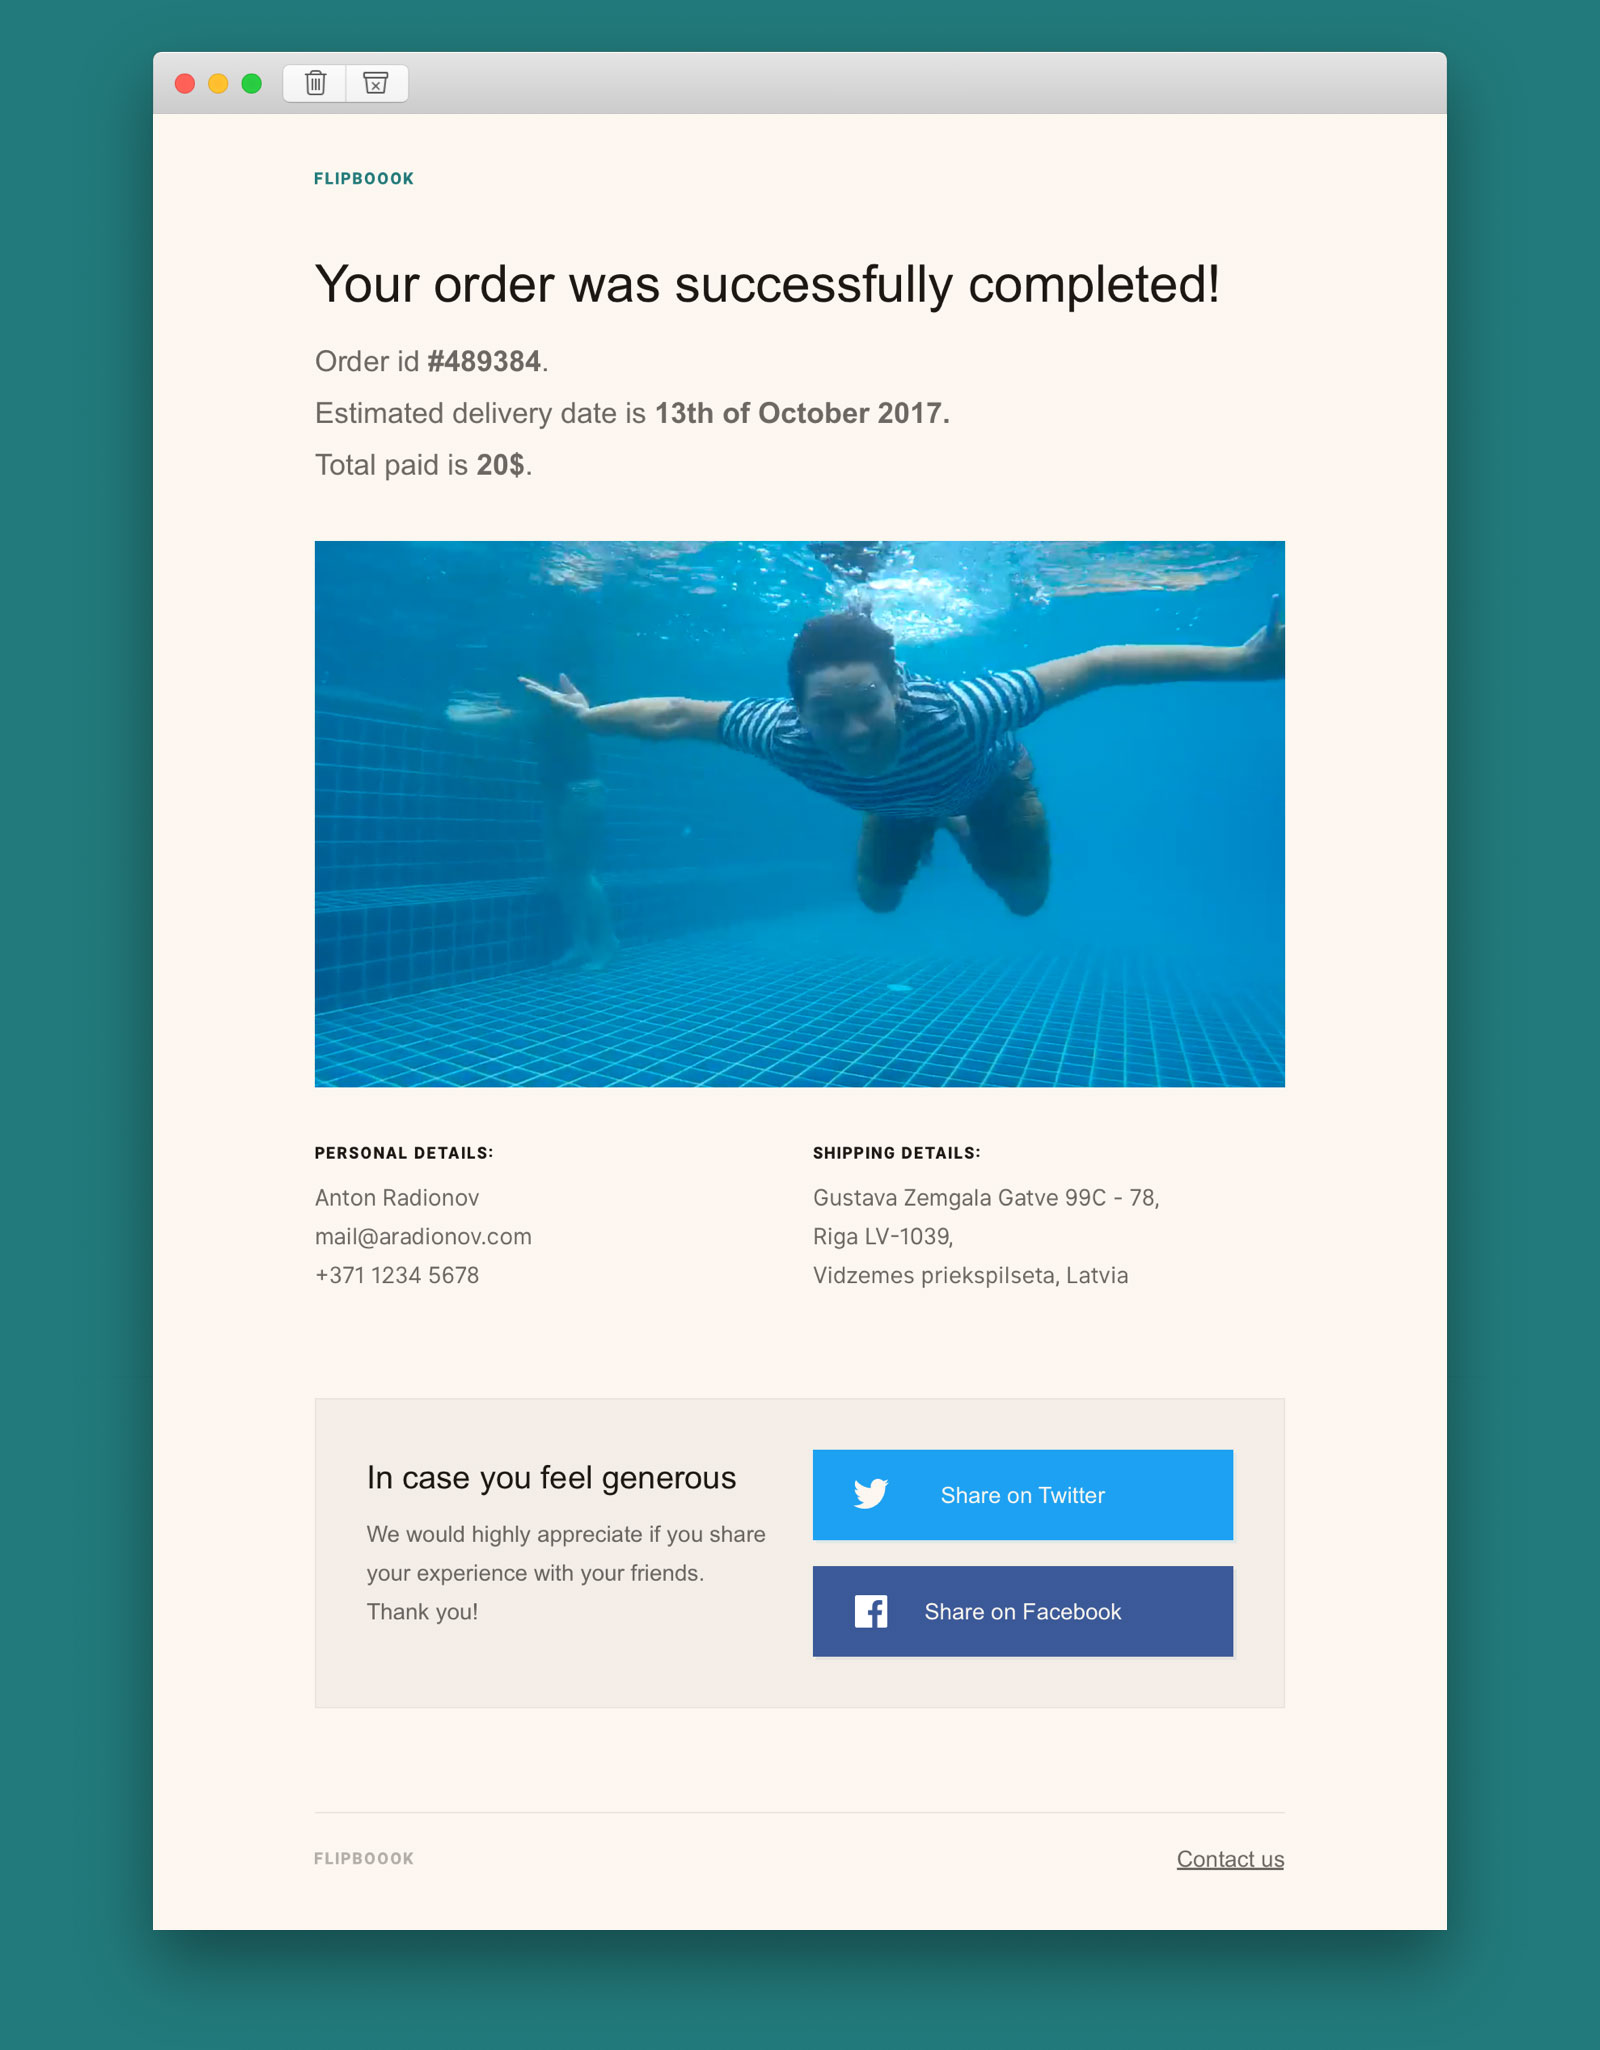 FLIPBOOOK
Your order was successfully completed!
Order id #489384.
Estimated delivery date is 13th of October 2017.
Total paid is 20$.
PERSONAL DETAILS:
Anton Radionov
mail@aradionov.com
+371 1234 5678
SHIPPING DETAILS:
Gustava Zemgala Gatve 99C - 78,
Riga LV-1039,
Vidzemes priekspilseta, Latvia
In case you feel generous
We would highly appreciate if you share
your experience with your friends.
Thank you!
Share on Twitter
Share on Facebook
FLIPBOOOK
Contact us